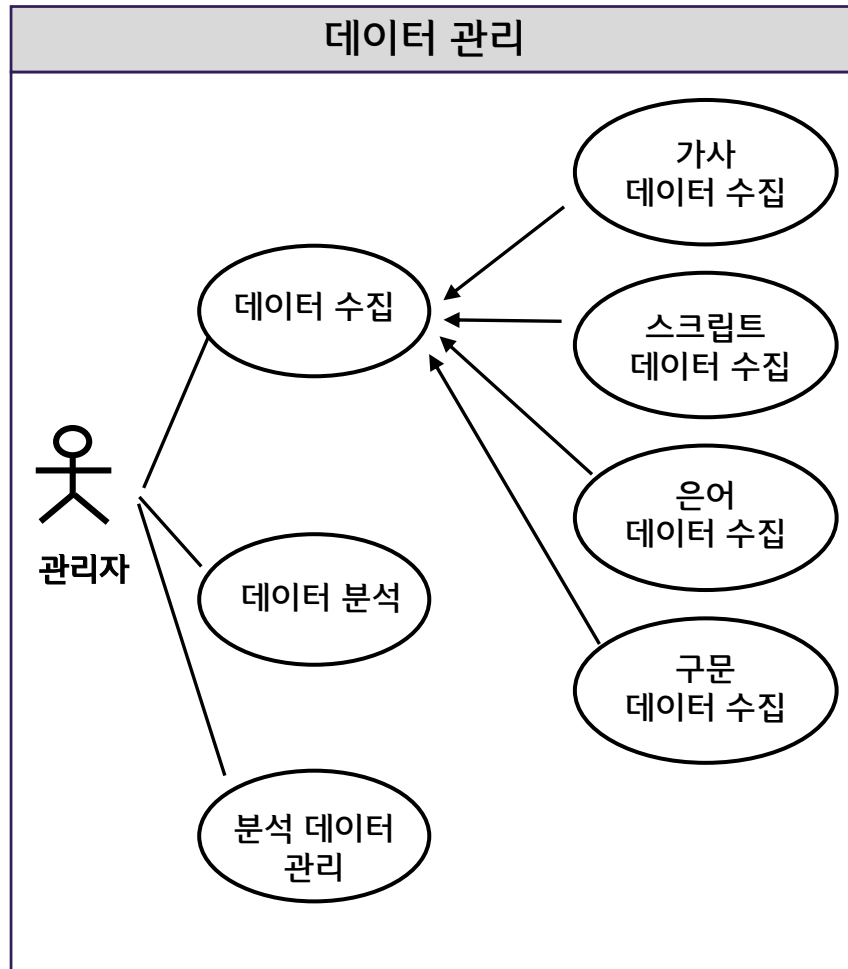 데이터 관리
가사
데이터 수집
데이터 수집
스크립트
데이터 수집
은어
데이터 수집
관리자
데이터 분석
구문
데이터 수집
분석 데이터
관리